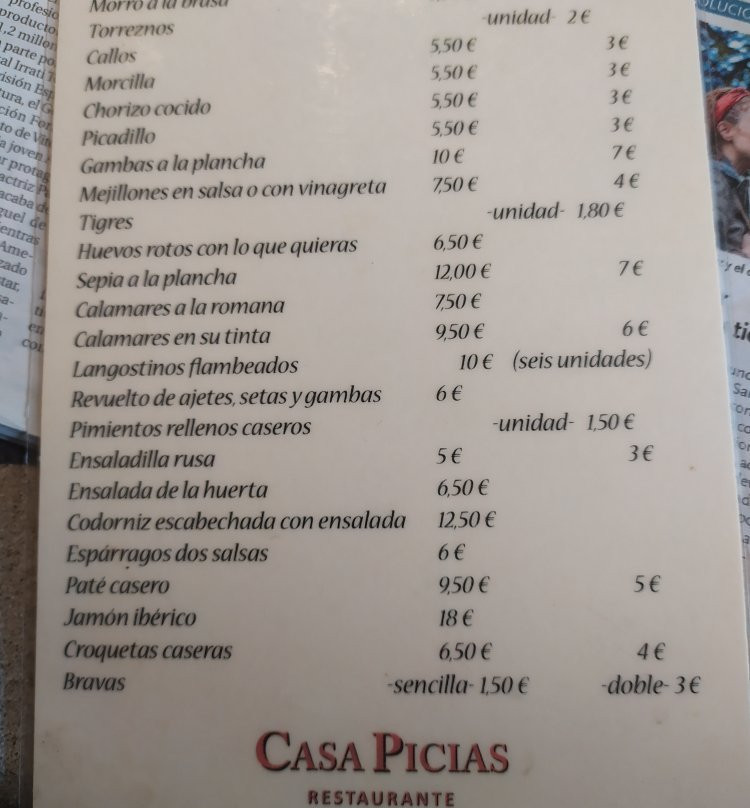 Morro a la brasa
Torreznos -unidad- 2 €
Callos 5,50 € 3 €
Morcilla 5,50 € 3 €
Chorizo cocido 5,50 € 3 €
Picadillo 5,50 € 3 €
Gambas a la plancha 10 € 7 €
Mejillones en salsa o con vinagreta 7,50 € 4 €
Tigres -unidad- 1,80 €
Huevos rotos con lo que quieras 6,50 €
Sepia a la plancha 12,00 € 7 €
Calamares a la romana 7,50 €
Calamares en su tinta 9,50 € 6 €
Langostinos flambeados 10 € (seis unidades)
Revuelto de ajetes, setas y gambas 6 €
Pimientos rellenos caseros -unidad- 1,50 €
Ensaladilla rusa 5 € 3 €
Ensalada de la huerta 6,50 €
Codorniz escabechada con ensalada 12,50 €
Espárragos dos salsas 6 €
Paté casero 9,50 € 5 €
Jamón ibérico 18 €
Croquetas caseras 6,50 € 4 €
Bravas -sencilla- 1,50 € -doble- 3 €
CASA PICIAS
RESTAURANTE